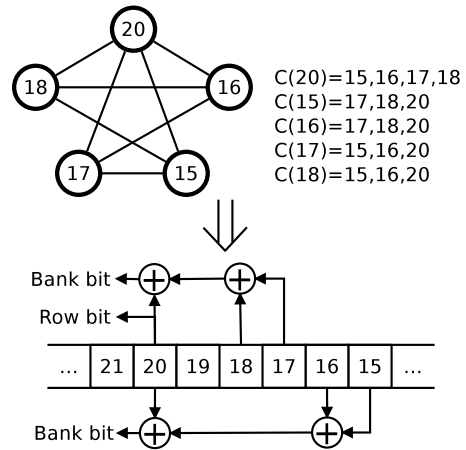 20
18
16
17
15
C(20)=15,16,17,18
C(15)=17,18,20
C(16)=17,18,20
C(17)=15,16,20
C(18)=15,16,20
Bank bit
Row bit
... 21 20 19 18 17 16 15 ...
Bank bit